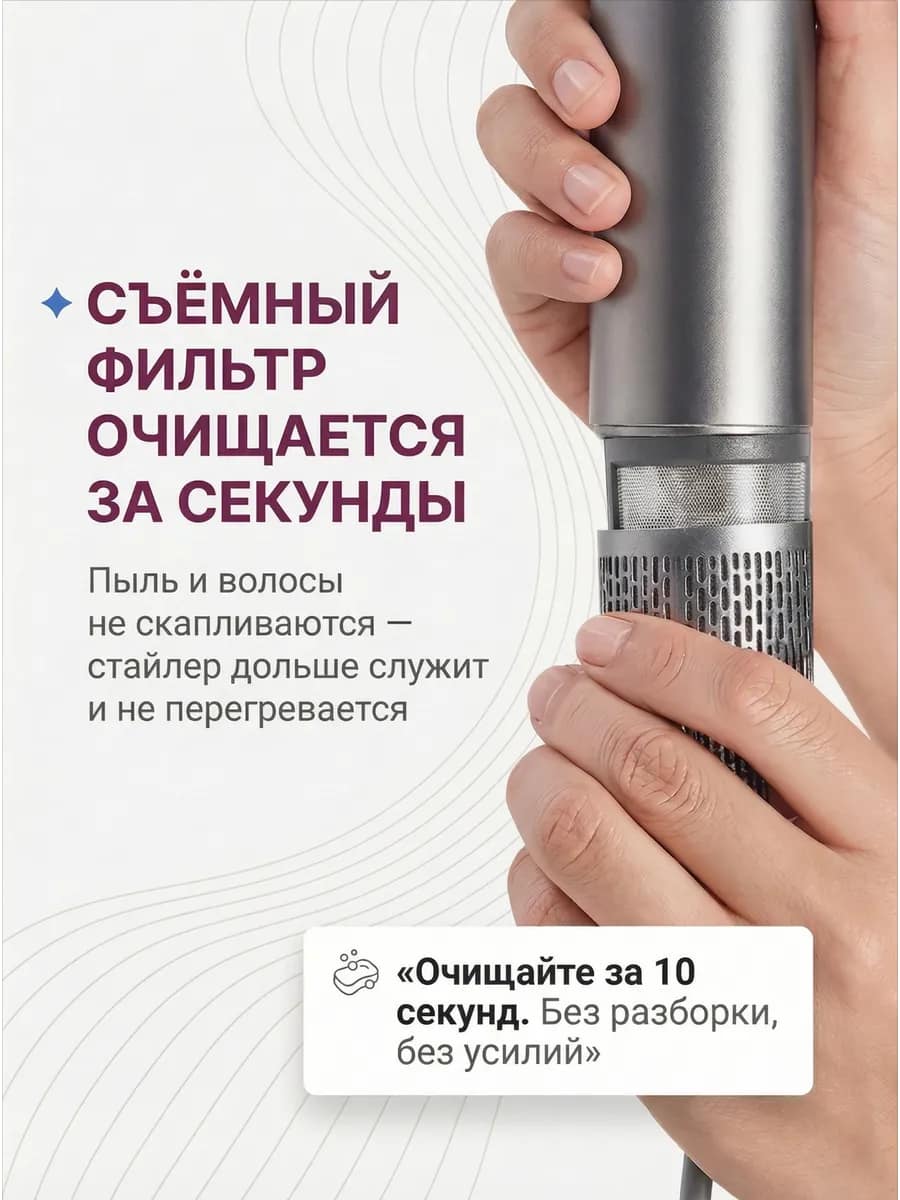 СЪЁМНЫЙ
ФИЛЬТР
ОЧИЩАЕТСЯ
ЗА СЕКУНДЫ
Пыль и волосы
не скапливаются —
стайлер дольше служит
и не перегревается
«Очищайте за 10
секунд. Без разборки,
без усилий»